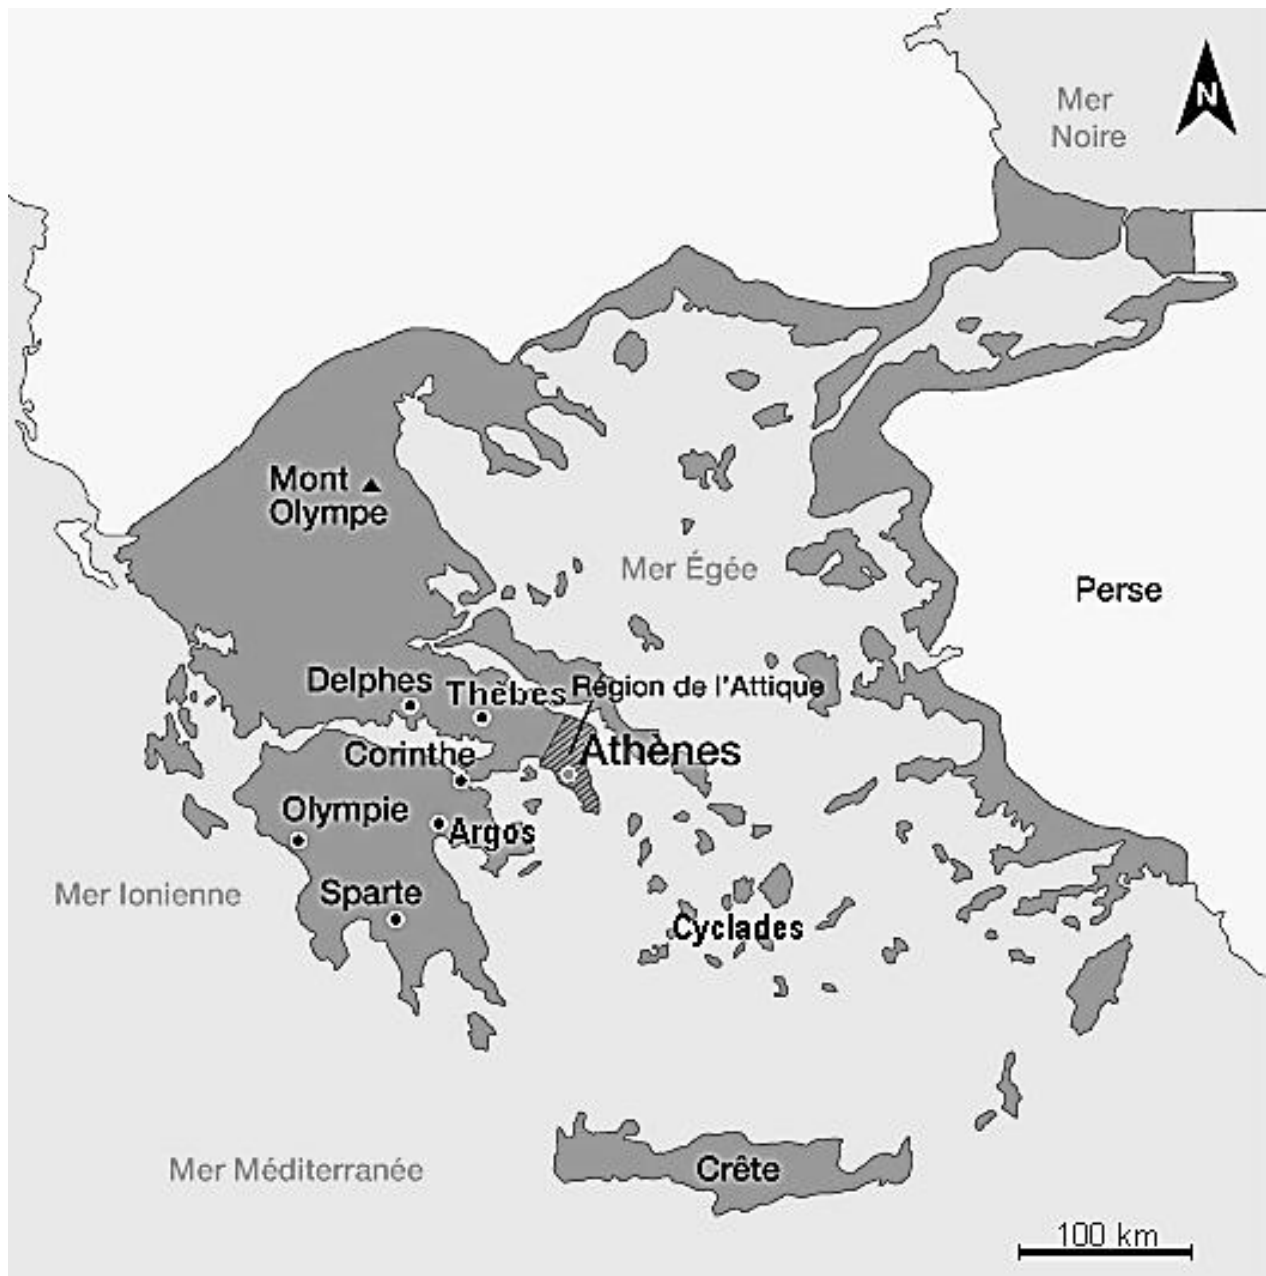 Mer
Noire
N
Mont
Olympe
Mer Égée
Perse
Delphes
Thèbes
Région de l'Attique
Corinthe
Athènes
Olympie
Argos
Mer Ionienne
Sparte
Cyclades
Mer Méditerranée
Crête
100 km